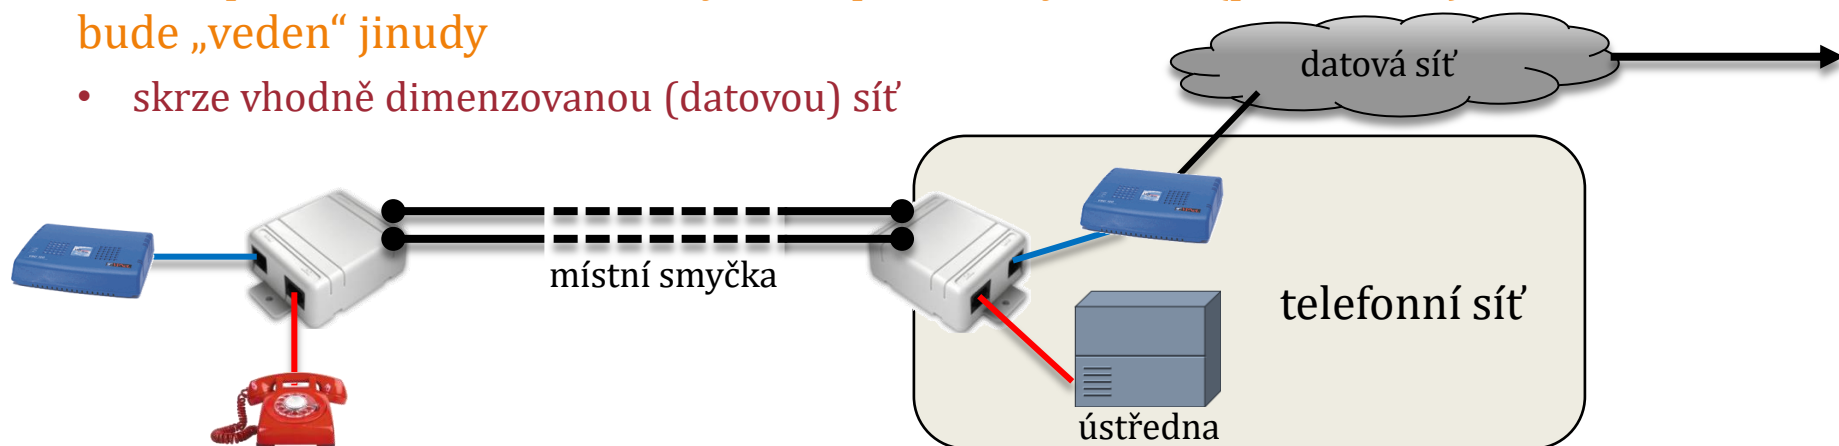 bude „veden“ jinudy
• skrze vhodně dimenzovanou (datovou) síť
datová síť
místní smyčka
telefonní síť
ústředna